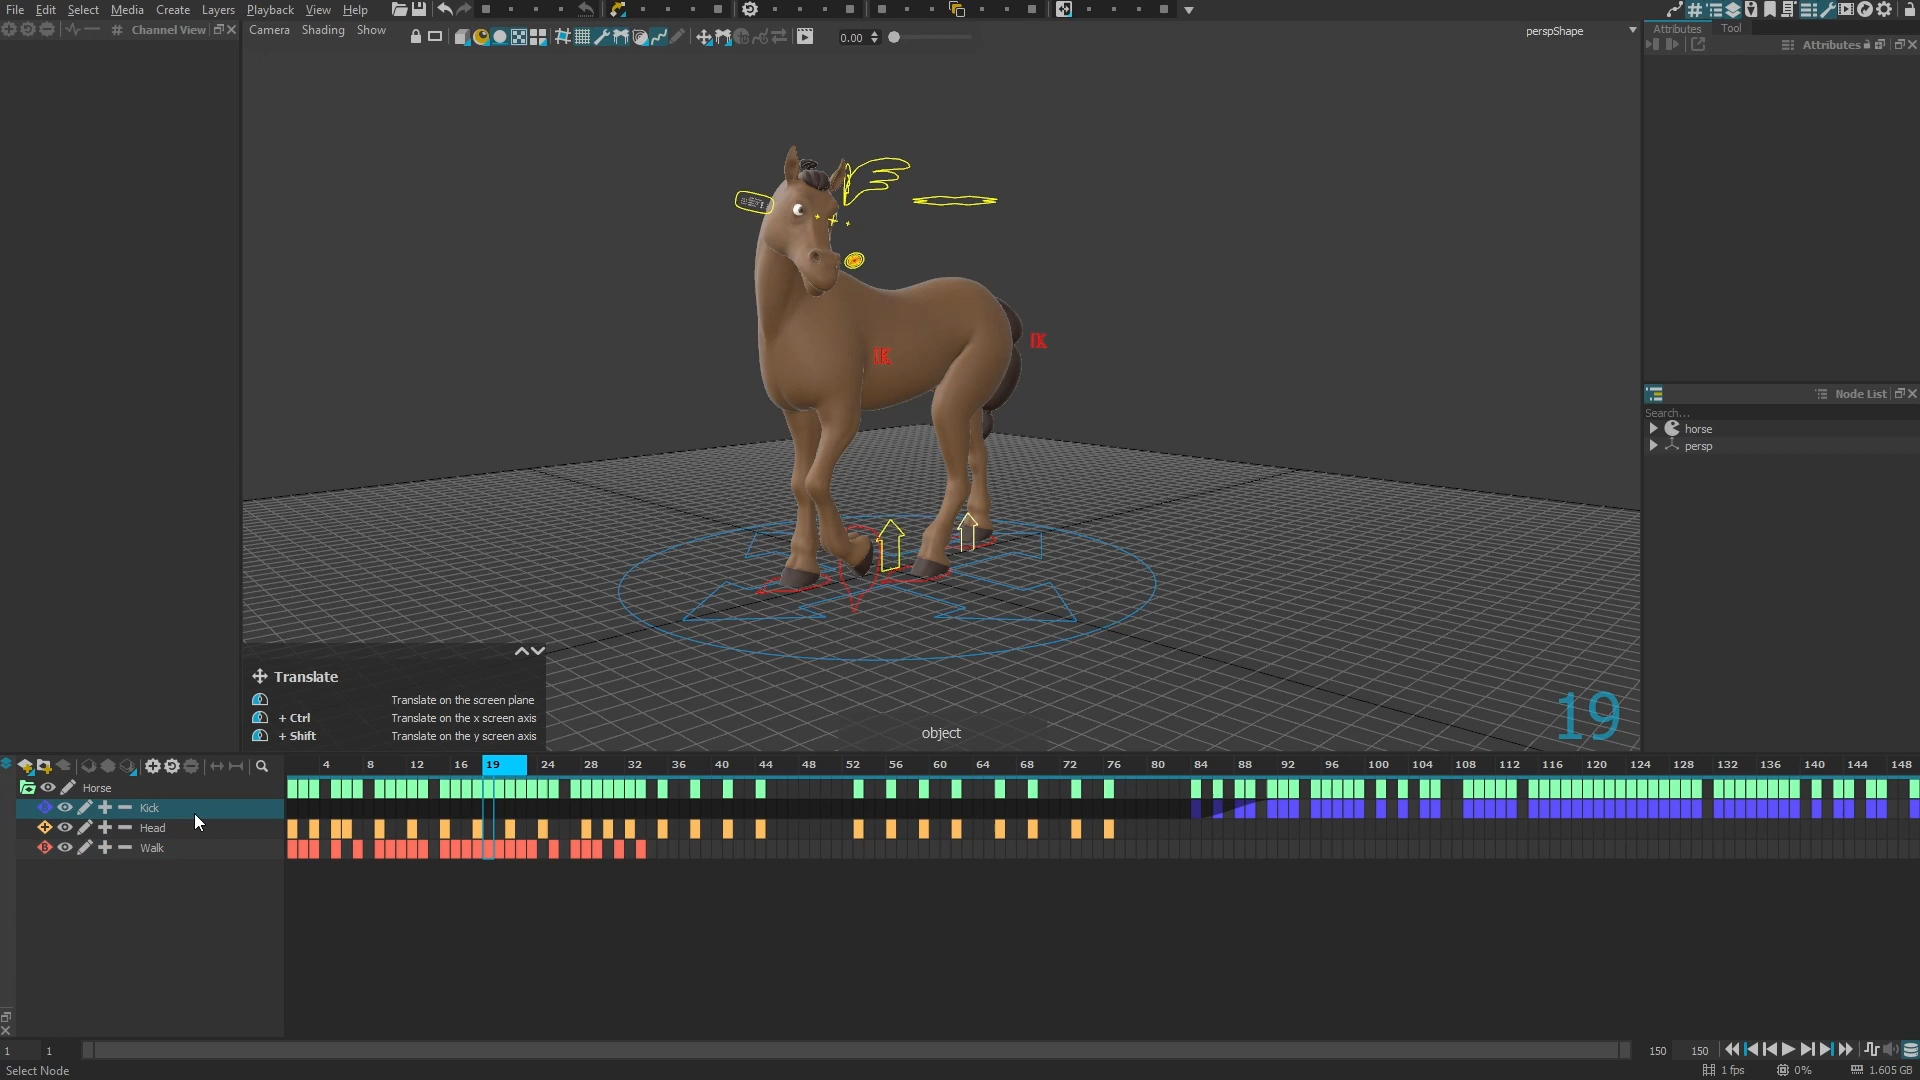 File Edit Select Media Create Layers Playback View Help
Channel View
Camera Shading Show
0.00
perspShape
Attributes Tool
Attributes
IK
IK
Node List
Search...
horse
persp
Translate
Translate on the screen plane
+ Ctrl Translate on the x screen axis
+ Shift Translate on the y screen axis
object
19
4 8 12 16 19 24 28 32 36 40 44 48 52 56 60 64 68 72 76 80 84 88 92 96 100 104 108 112 116 120 124 128 132 136 140 144 148
Horse
Kick
Head
B Walk
1 1 150 150
Select Node 1 fps 0% 1.605 GB